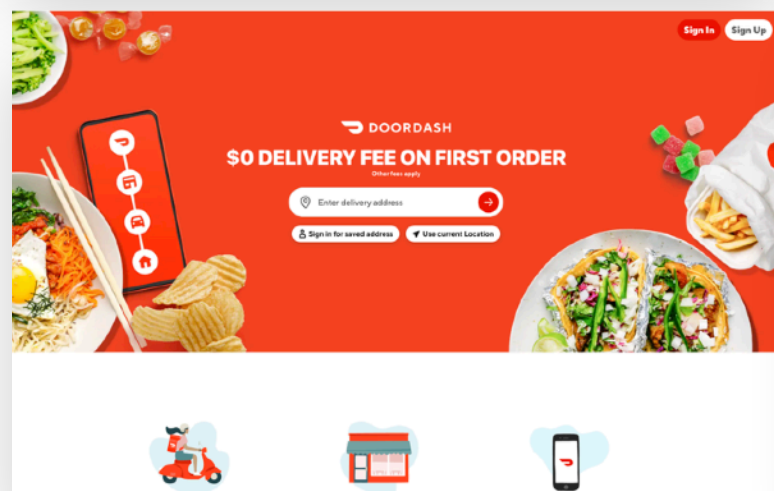 Sign In
Sign Up
DOORDASH
$0 DELIVERY FEE ON FIRST ORDER
Other fees apply
Enter delivery address
Sign in for saved address
Use current Location